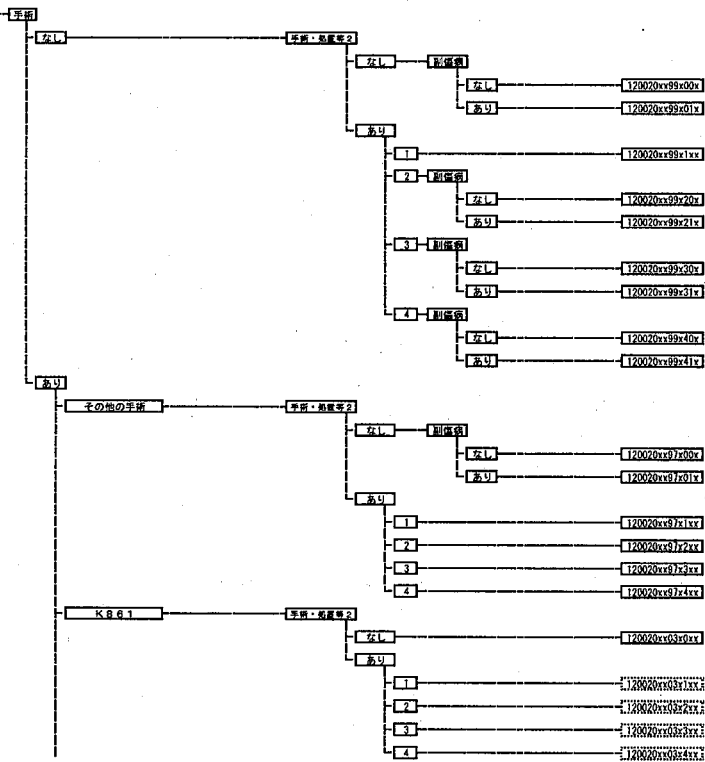 手術
なし 手術・処置等2
なし 副傷病
なし 120020xx99x00x
あり 120020xx99x01x
あり
1 120020xx99x1xx
2 副傷病
なし 120020xx99x20x
あり 120020xx99x21x
3 副傷病
なし 120020xx99x30x
あり 120020xx99x31x
4 副傷病
なし 120020xx99x40x
あり 120020xx99x41x
あり
その他の手術 手術・処置等2
なし 副傷病
なし 120020xx97x00x
あり 120020xx97x01x
あり
1 120020xx97x1xx
2 120020xx97x2xx
3 120020xx97x3xx
4 120020xx97x4xx
K861 手術・処置等2
なし 120020xx03x0xx
あり
1 120020xx03x1xx
2 120020xx03x2xx
3 120020xx03x3xx
4 120020xx03x4xx